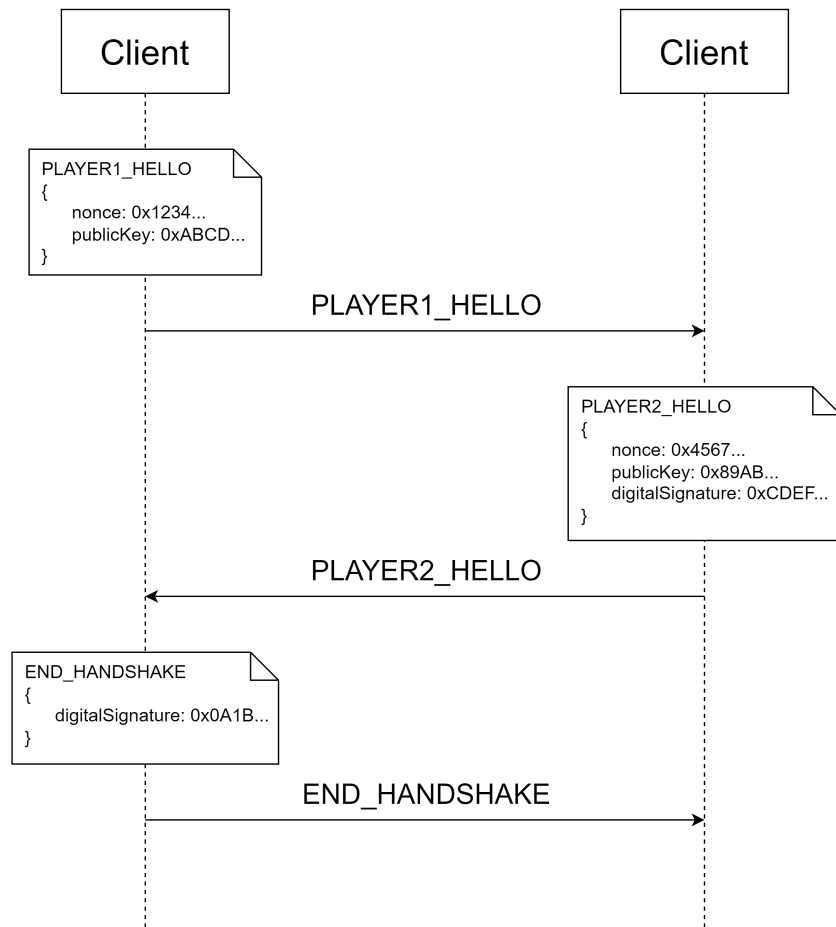 Client
Client
PLAYER1_HELLO
{
nonce: 0x1234...
publicKey: 0xABCD...
}
PLAYER1_HELLO
PLAYER2_HELLO
{
nonce: 0x4567...
publicKey: 0x89AB...
digitalSignature: 0xCDEF...
}
PLAYER2_HELLO
END_HANDSHAKE
{
digitalSignature: 0x0A1B...
}
END_HANDSHAKE